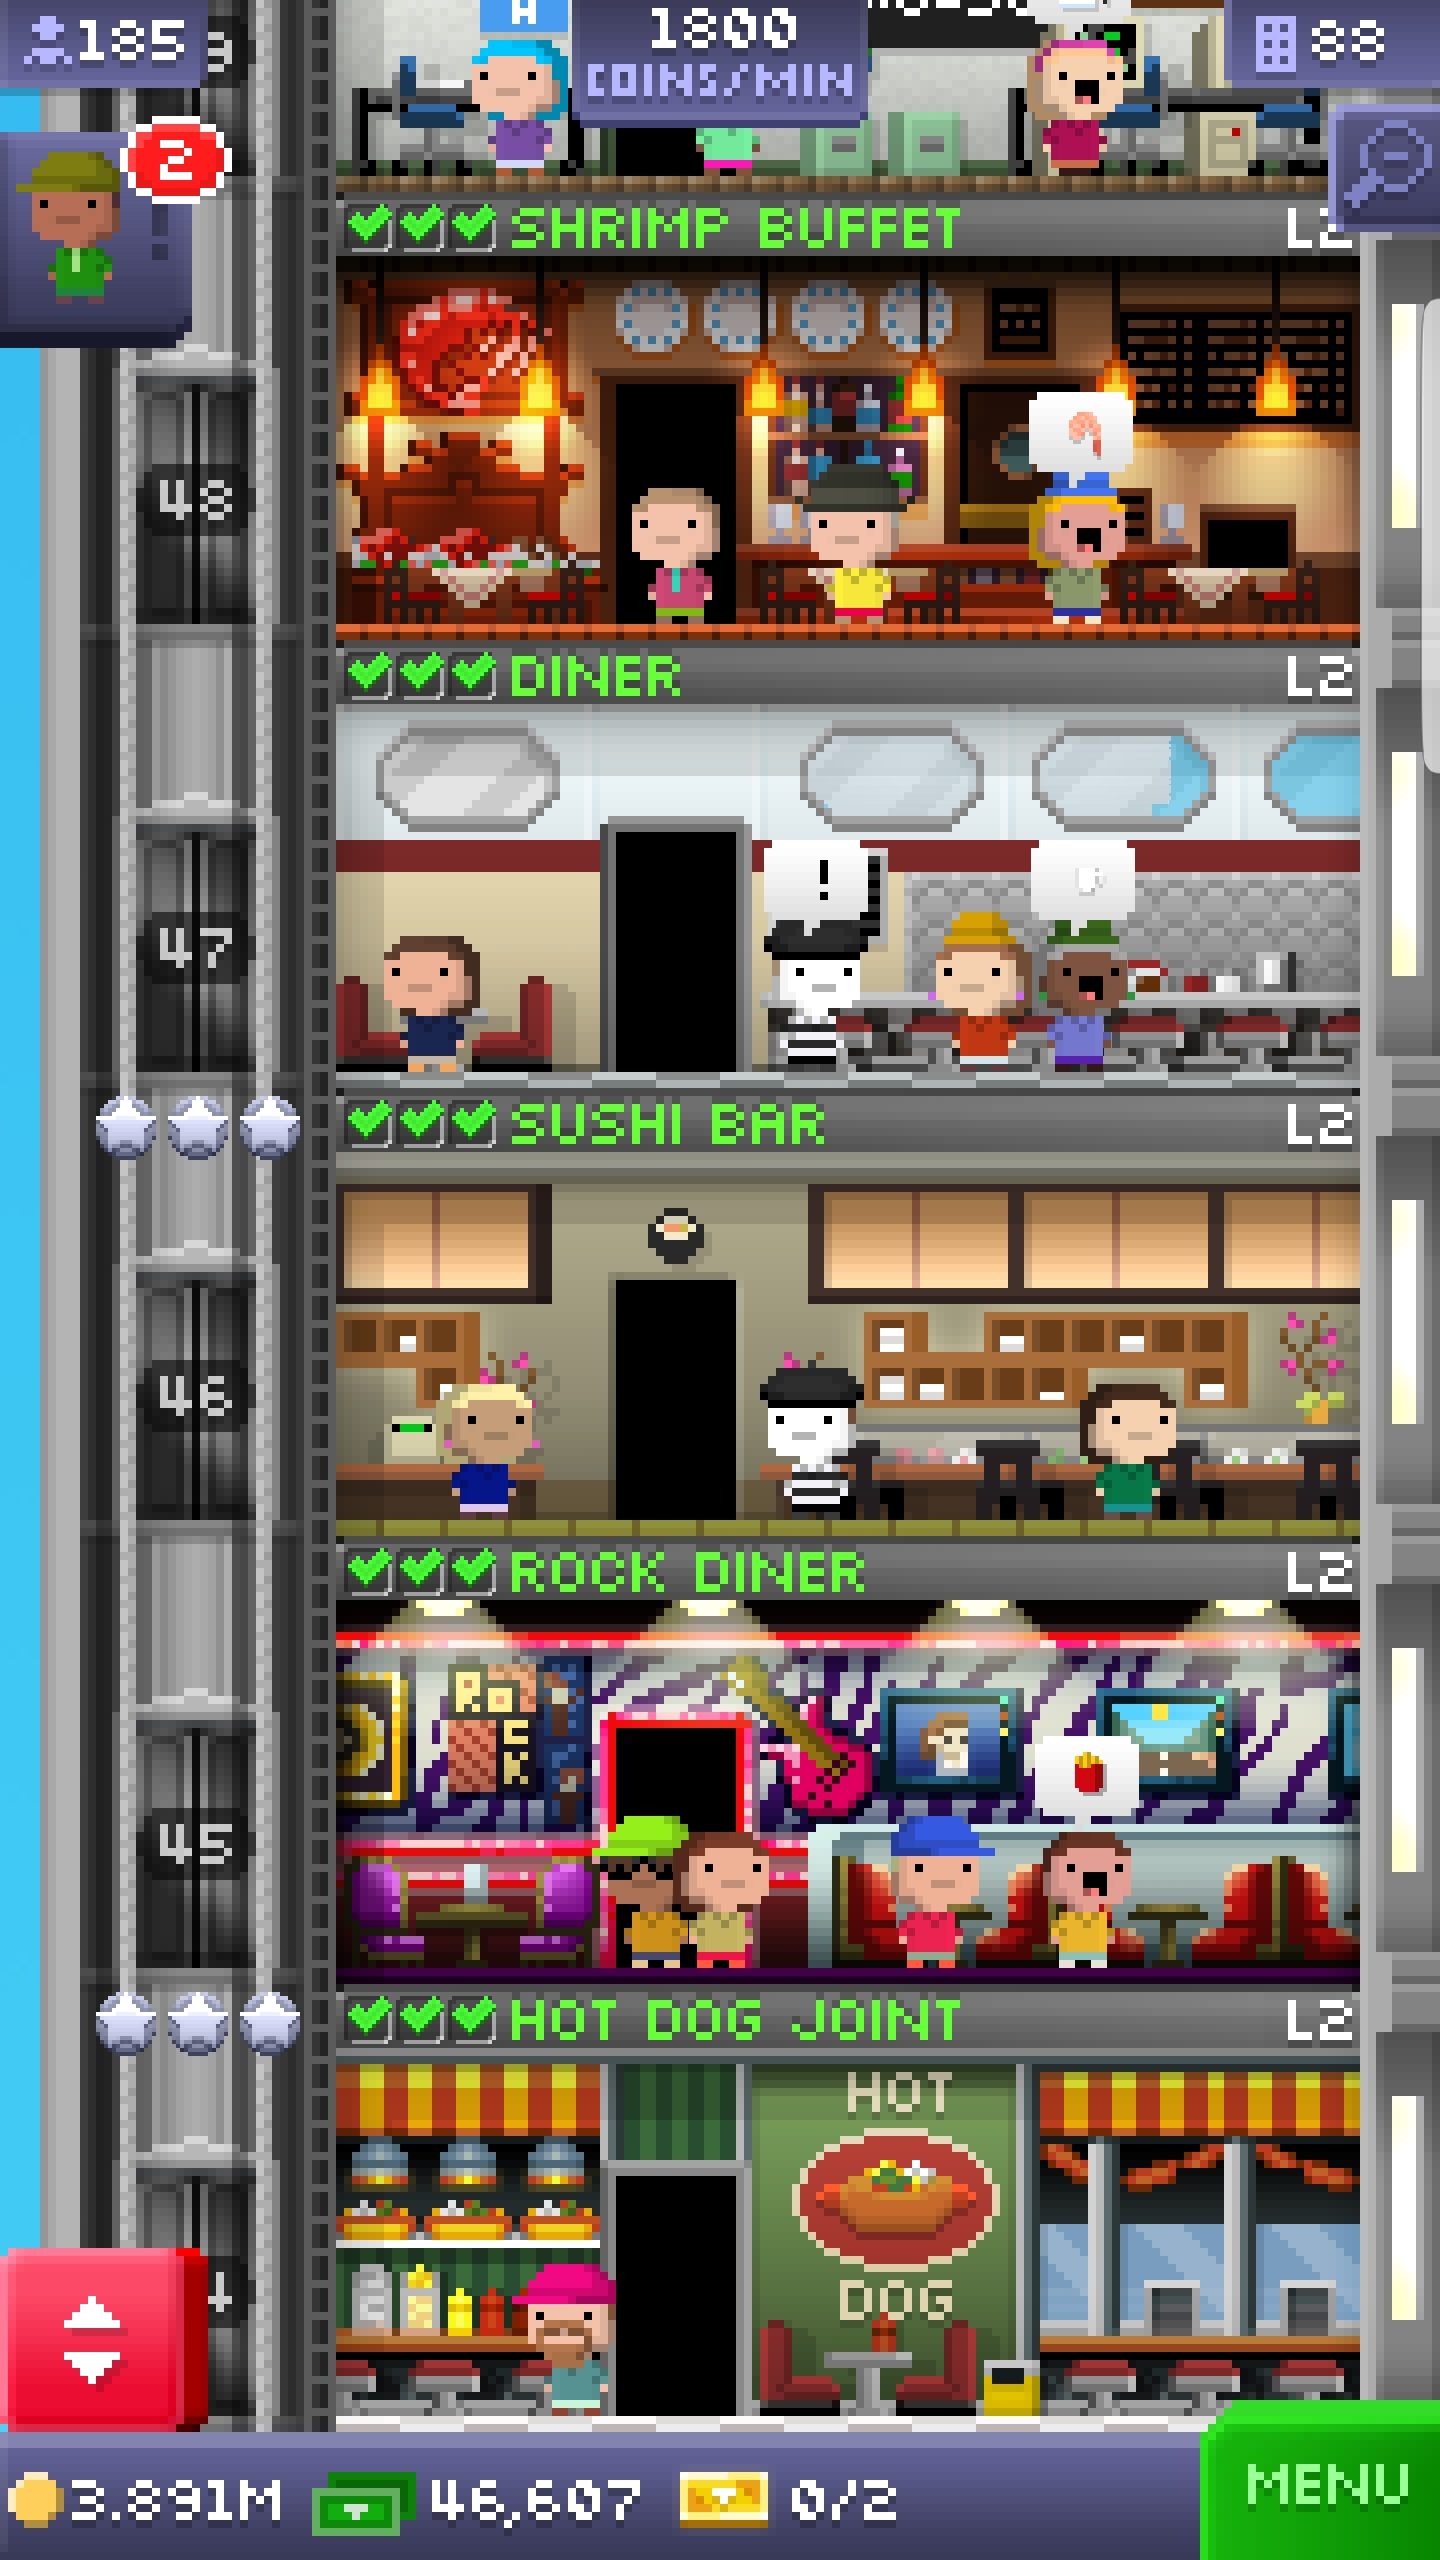 185
1800
COINS/MIN
88
2
SHRIMP BUFFET
L2
48
DINER
L2
!
47
SUSHI BAR
L2
46
ROCK DINER
L2
ROCK
45
HOT DOG JOINT
L2
HOT
DOG
3.891M 46,607 0/2
MENU